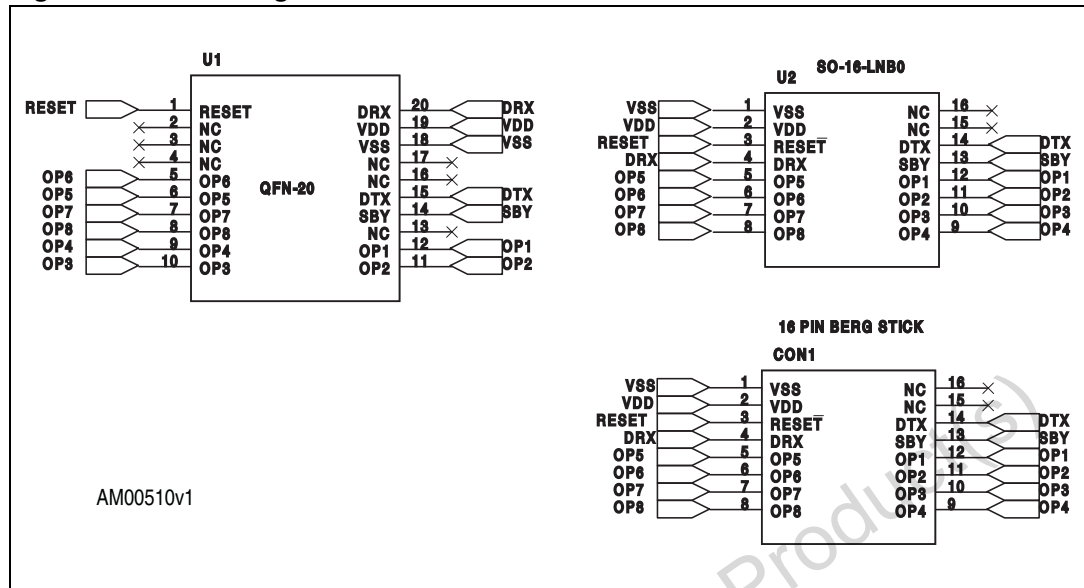 U1
RESET 1 RESET DRX 20 DRX
2 NC VDD 19 VDD
3 NC VSS 18 VSS
4 NC NC 17
OP6 5 OP6 NC 16
OP5 6 OP5 QFN-20 DTX 15 DTX
OP7 7 OP7 SBY 14 SBY
OP8 8 OP8 NC 13
OP4 9 OP4 OP1 12 OP1
OP3 10 OP3 OP2 11 OP2
U2 SO-16-LNB0
VSS 1 VSS NC 16
VDD 2 VDD NC 15
RESET 3 RESET DTX 14 DTX
DRX 4 DRX SBY 13 SBY
OP5 5 OP5 OP1 12 OP1
OP6 6 OP6 OP2 11 OP2
OP7 7 OP7 OP3 10 OP3
OP8 8 OP8 OP4 9 OP4
16 PIN BERG STICK
CON1
VSS 1 VSS NC 16
VDD 2 VDD NC 15
RESET 3 RESET DTX 14 DTX
DRX 4 DRX SBY 13 SBY
OP5 5 OP5 OP1 12 OP1
OP6 6 OP6 OP2 11 OP2
OP7 7 OP7 OP3 10 OP3
OP8 8 OP8 OP4 9 OP4
AM00510v1
Product(s)